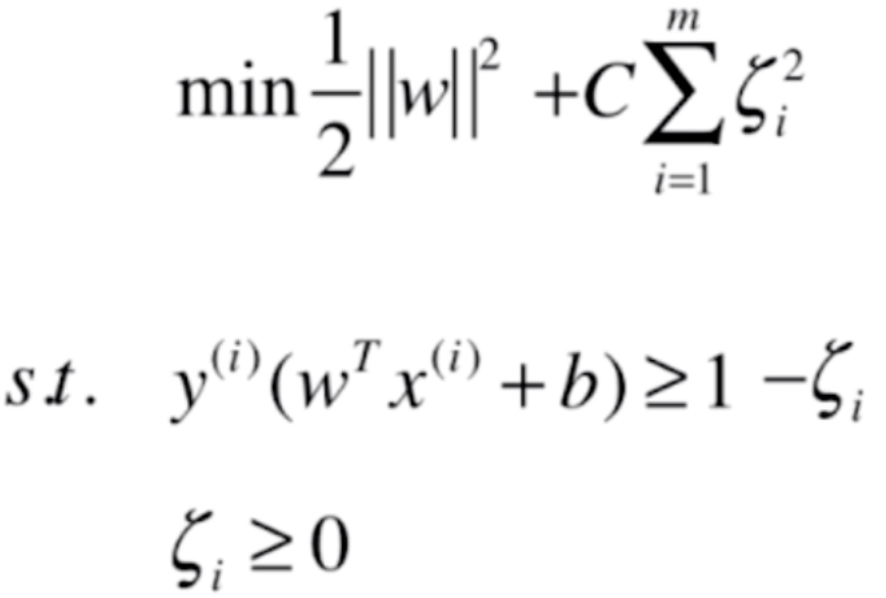 min 1/2 ||w||² + C ∑_{i=1}^{m} ζ_i²
s.t. y^{(i)}(w^T x^{(i)} + b) ≥ 1 − ζ_i
ζ_i ≥ 0